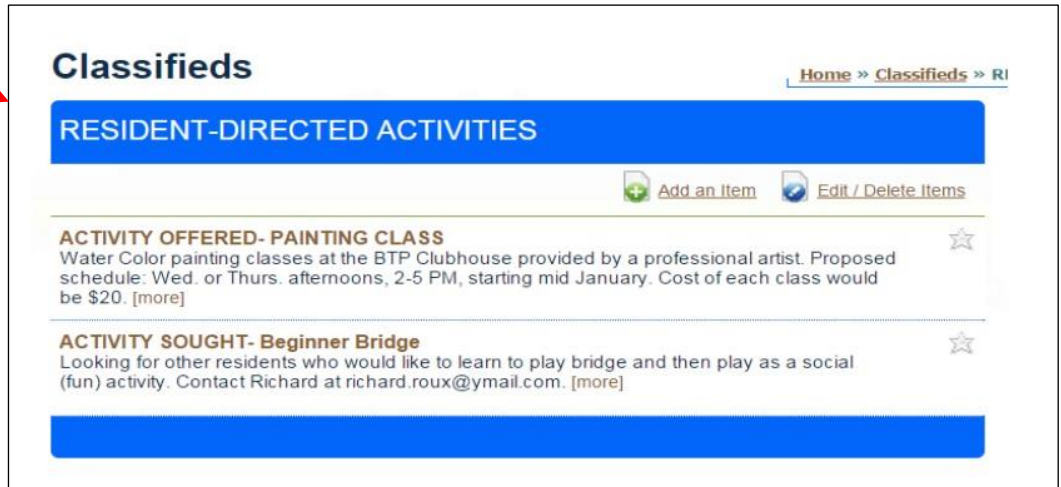 Classifieds
Home » Classifieds » RI
RESIDENT-DIRECTED ACTIVITIES
Add an Item Edit / Delete Items
ACTIVITY OFFERED- PAINTING CLASS
Water Color painting classes at the BTP Clubhouse provided by a professional artist. Proposed
schedule: Wed. or Thurs. afternoons, 2-5 PM, starting mid January. Cost of each class would
be $20. [more]
ACTIVITY SOUGHT- Beginner Bridge
Looking for other residents who would like to learn to play bridge and then play as a social
(fun) activity. Contact Richard at richard.roux@ymail.com. [more]